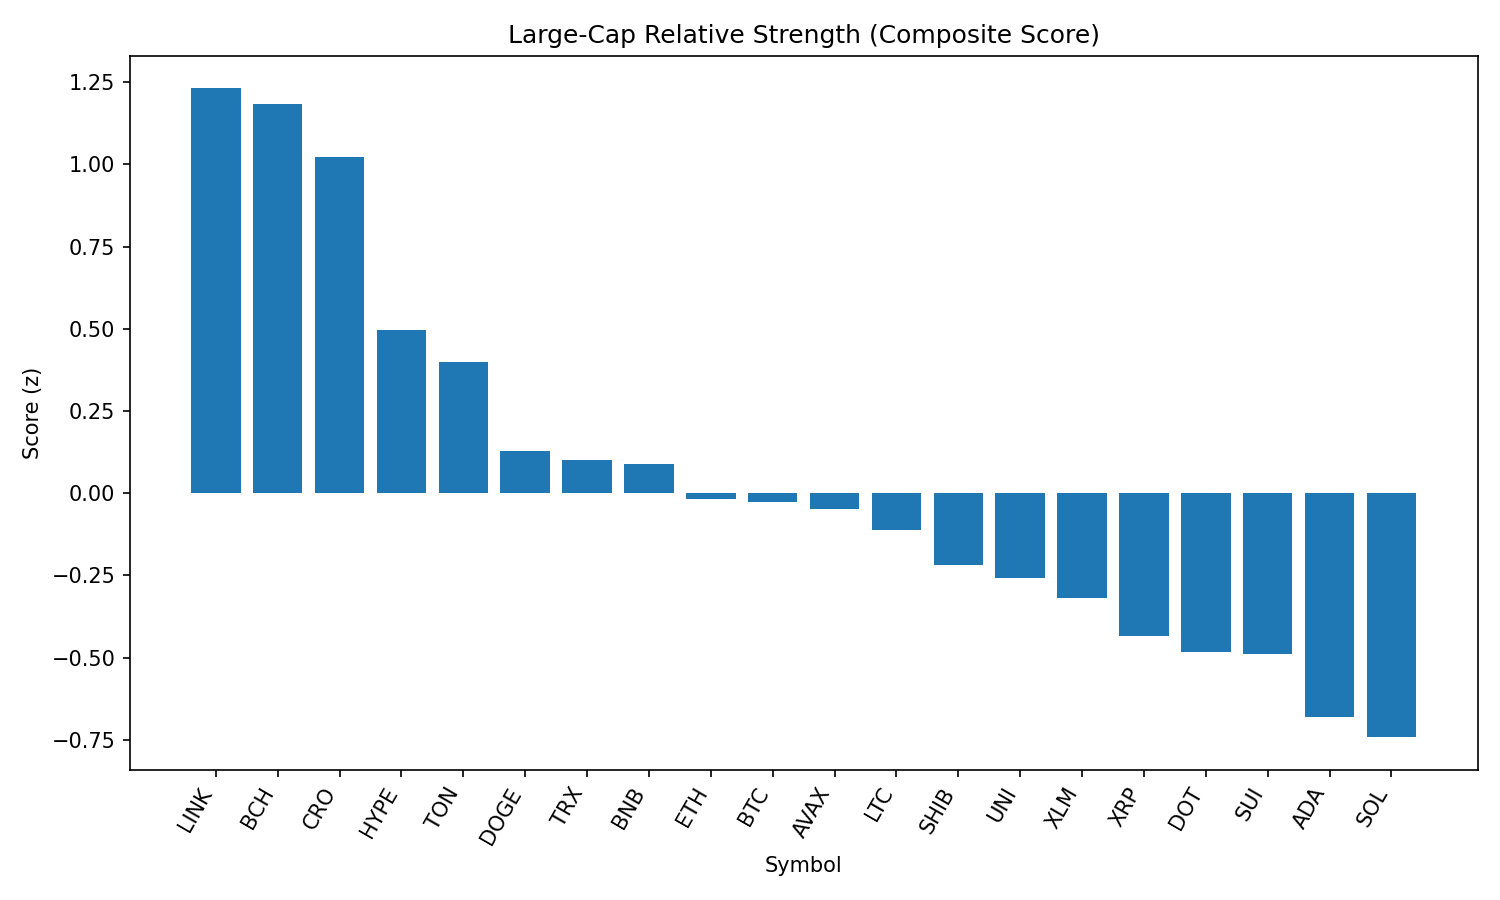 Large-Cap Relative Strength (Composite Score)
Score (z)
1.25
1.00
0.75
0.50
0.25
0.00
−0.25
−0.50
−0.75
LINK BCH CRO HYPE TON DOGE TRX BNB ETH BTC AVAX LTC SHIB UNI XLM XRP DOT SUI ADA SOL
Symbol